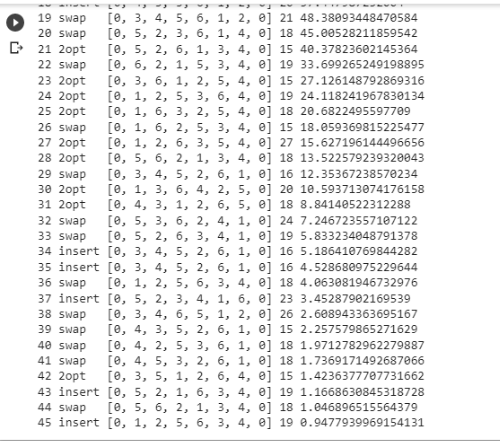 19 swap [0, 3, 4, 5, 6, 1, 2, 0] 21 48.38093448470584
20 swap [0, 5, 2, 3, 6, 4, 1, 0] 18 45.00528211859542
21 2opt [0, 5, 2, 6, 1, 3, 4, 0] 15 40.37823602145364
22 swap [0, 6, 2, 1, 5, 3, 4, 0] 19 33.699265249198895
23 2opt [0, 3, 6, 1, 2, 5, 4, 0] 15 27.126148792869316
24 2opt [0, 1, 2, 5, 3, 6, 4, 0] 19 24.118241967830134
25 2opt [0, 1, 6, 3, 2, 5, 4, 0] 18 20.6822495597709
26 swap [0, 1, 6, 2, 5, 3, 4, 0] 15 18.059369815225477
27 2opt [0, 1, 2, 6, 3, 5, 4, 0] 27 15.627196144496656
28 2opt [0, 5, 6, 2, 1, 3, 4, 0] 18 13.522579239320043
29 swap [0, 3, 4, 5, 2, 6, 1, 0] 16 12.35367238570234
30 2opt [0, 1, 3, 6, 4, 2, 5, 0] 20 10.593713074176158
31 2opt [0, 4, 3, 1, 2, 6, 5, 0] 18 8.84140522312288
32 swap [0, 5, 3, 6, 2, 4, 1, 0] 24 7.246723557107122
33 swap [0, 5, 2, 6, 3, 4, 1, 0] 19 5.833234048791378
34 insert [0, 3, 4, 5, 2, 6, 1, 0] 16 5.186410769844282
35 insert [0, 3, 4, 5, 2, 6, 1, 0] 16 4.528680975229644
36 swap [0, 1, 2, 5, 6, 3, 4, 0] 18 4.063081946732976
37 insert [0, 5, 2, 3, 4, 1, 6, 0] 23 3.45287902169539
38 swap [0, 3, 4, 6, 5, 1, 2, 0] 26 2.608943363695167
39 swap [0, 4, 3, 5, 2, 6, 1, 0] 15 2.257579865271629
40 swap [0, 4, 5, 2, 6, 3, 1, 0] 18 1.9712782962279887
41 swap [0, 4, 5, 3, 2, 6, 1, 0] 18 1.7369171492687066
42 2opt [0, 3, 5, 1, 2, 6, 4, 0] 15 1.4236377707731662
43 insert [0, 5, 2, 1, 6, 3, 4, 0] 19 1.1668630845318728
44 swap [0, 5, 6, 2, 1, 3, 4, 0] 18 1.046896515564379
45 insert [0, 1, 2, 5, 6, 3, 4, 0] 19 0.9477939969154131